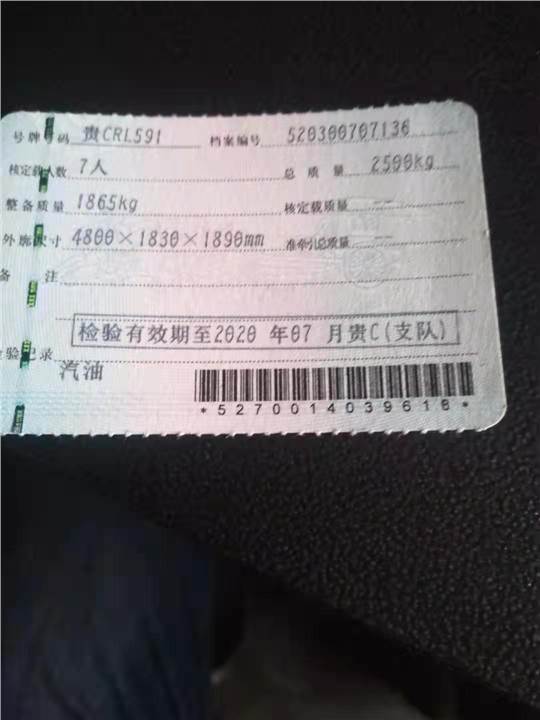 号牌号码 贵CRL591 档案编号 520300707136
核定载人数 7人 总质量 2500kg
整备质量 1865kg 核定载质量 --
外廓尺寸 4800×1830×1890mm 准牵引总质量 --
备注
检验有效期至2020 年07 月贵C(支队)
检验记录
汽油
*5270014039618*